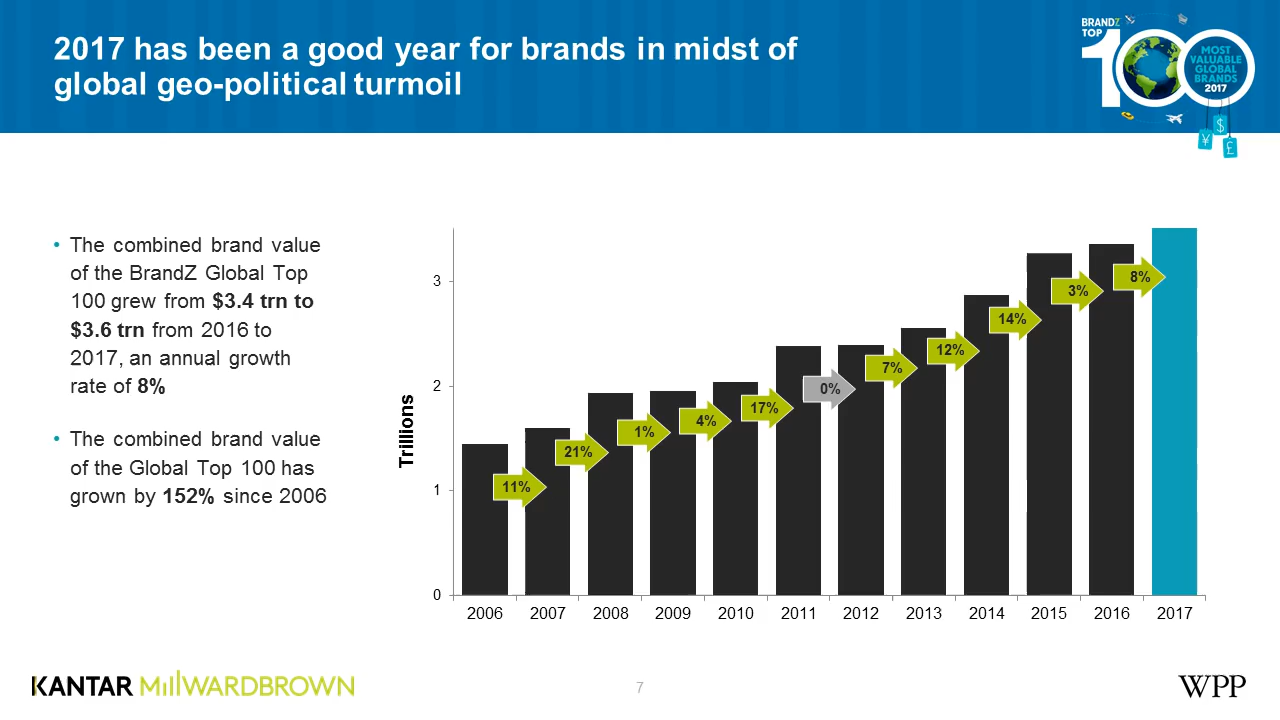 2017 has been a good year for brands in midst of
global geo-political turmoil
BRANDZ
TOP
100
MOST
VALUABLE
GLOBAL
BRANDS
2017
$
¥
£
• The combined brand value
of the BrandZ Global Top
100 grew from $3.4 trn to
$3.6 trn from 2016 to
2017, an annual growth
rate of 8%
• The combined brand value
of the Global Top 100 has
grown by 152% since 2006
Trillions
3
2
1
0
11%
21%
1%
4%
17%
0%
7%
12%
14%
3%
8%
2006 2007 2008 2009 2010 2011 2012 2013 2014 2015 2016 2017
KANTAR MillWARDBROWN
7
WPP